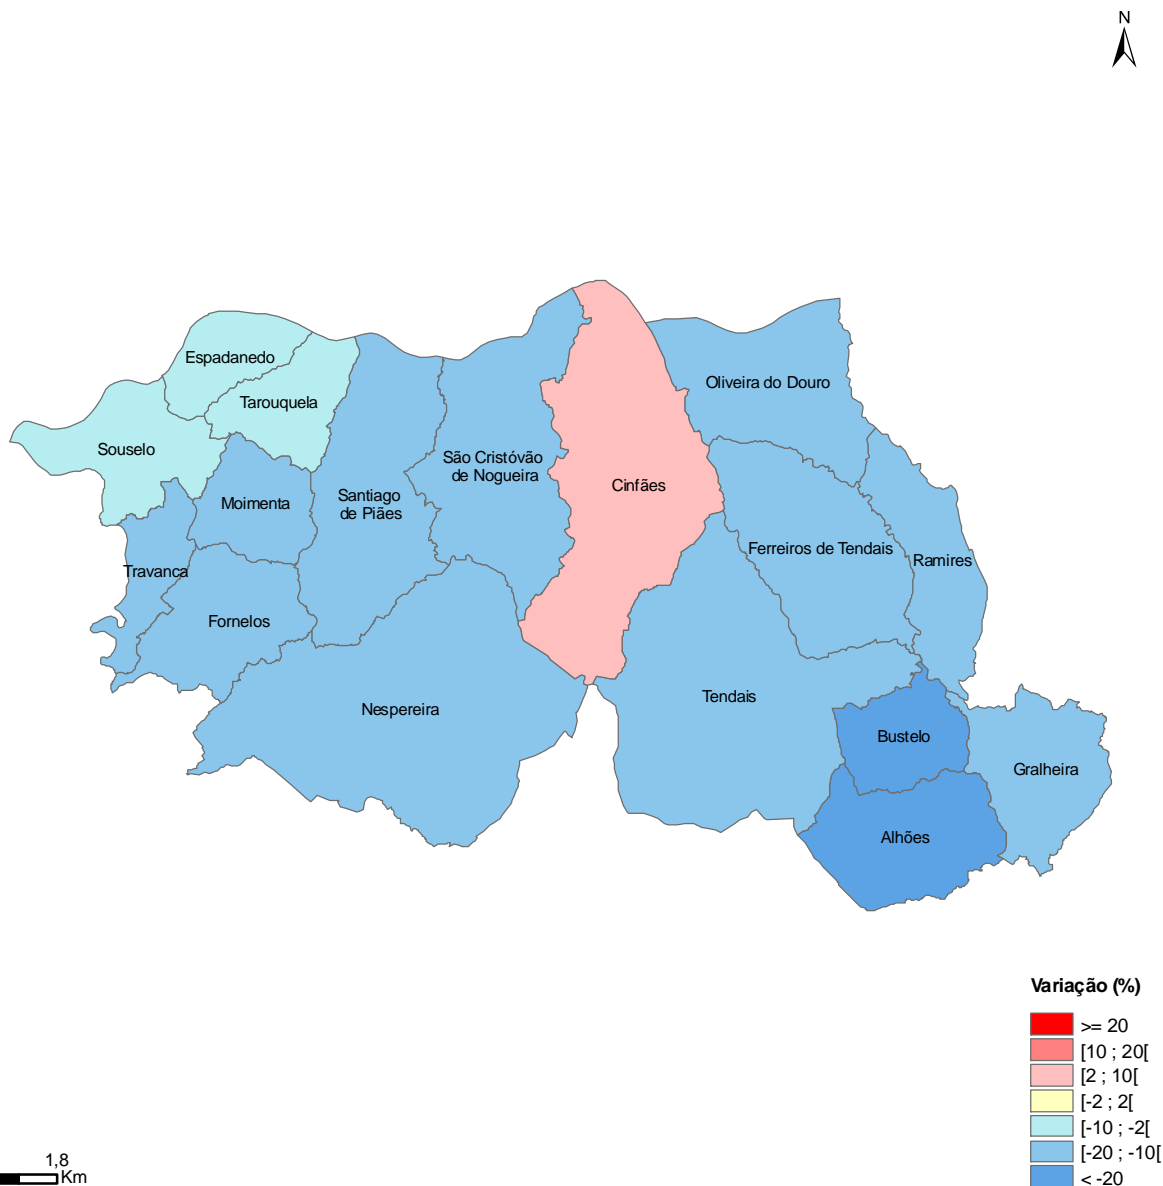 N
Espadanedo
Oliveira do Douro
Tarouquela
Souselo
São Cristóvão
de Nogueira
Cinfães
Santiago
de Piães
Moimenta
Ferreiros de Tendais
Ramires
Travanca
Fornelos
Tendais
Nespereira
Bustelo
Gralheira
Alhões
Variação (%)
>= 20
[10 ; 20[
[2 ; 10[
[-2 ; 2[
[-10 ; -2[
[-20 ; -10[
< -20
1,8
Km